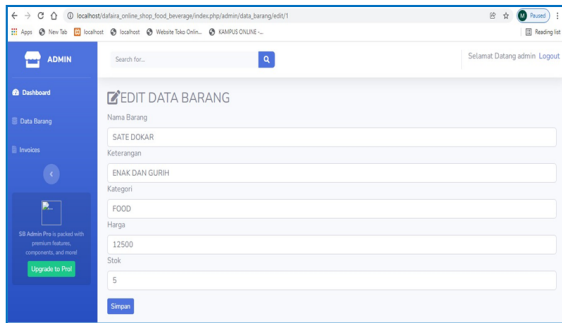 localhost/dafaira_online_shop_food_beverage/index.php/admin/data_barang/edit/1
Paused
Apps New Tab localhost localhost Website Toko Onlin... KAMPUS ONLINE -... Reading list
ADMIN
Search for...
Selamat Datang admin Logout
Dashboard
Data Barang
Invoices
SB Admin Pro is packed with
premium features,
components, and more!
Upgrade to Pro!
EDIT DATA BARANG
Nama Barang
SATE DOKAR
Keterangan
ENAK DAN GURIH
Kategori
FOOD
Harga
12500
Stok
5
Simpan